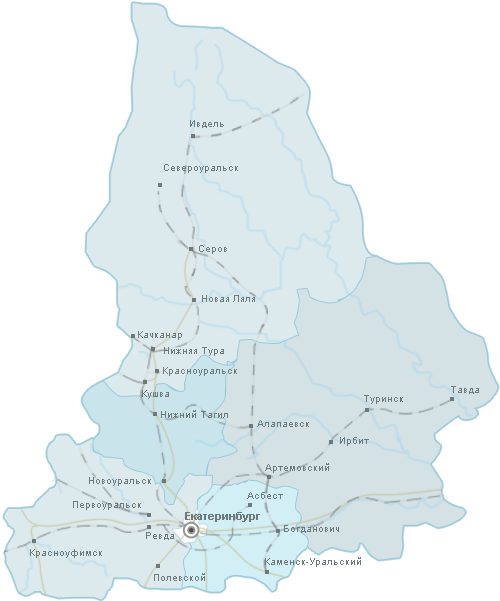 Ивдель
Североуральск
Серов
Новая Ляля
Качканар
Нижняя Тура
Красноуральск
Кушва
Тавда
Туринск
Нижний Тагил
Алапаевск
Ирбит
Артемовский
Новоуральск
Асбест
Первоуральск
Екатеринбург
Богданович
Ревда
Красноуфимск
Каменск-Уральский
Полевской